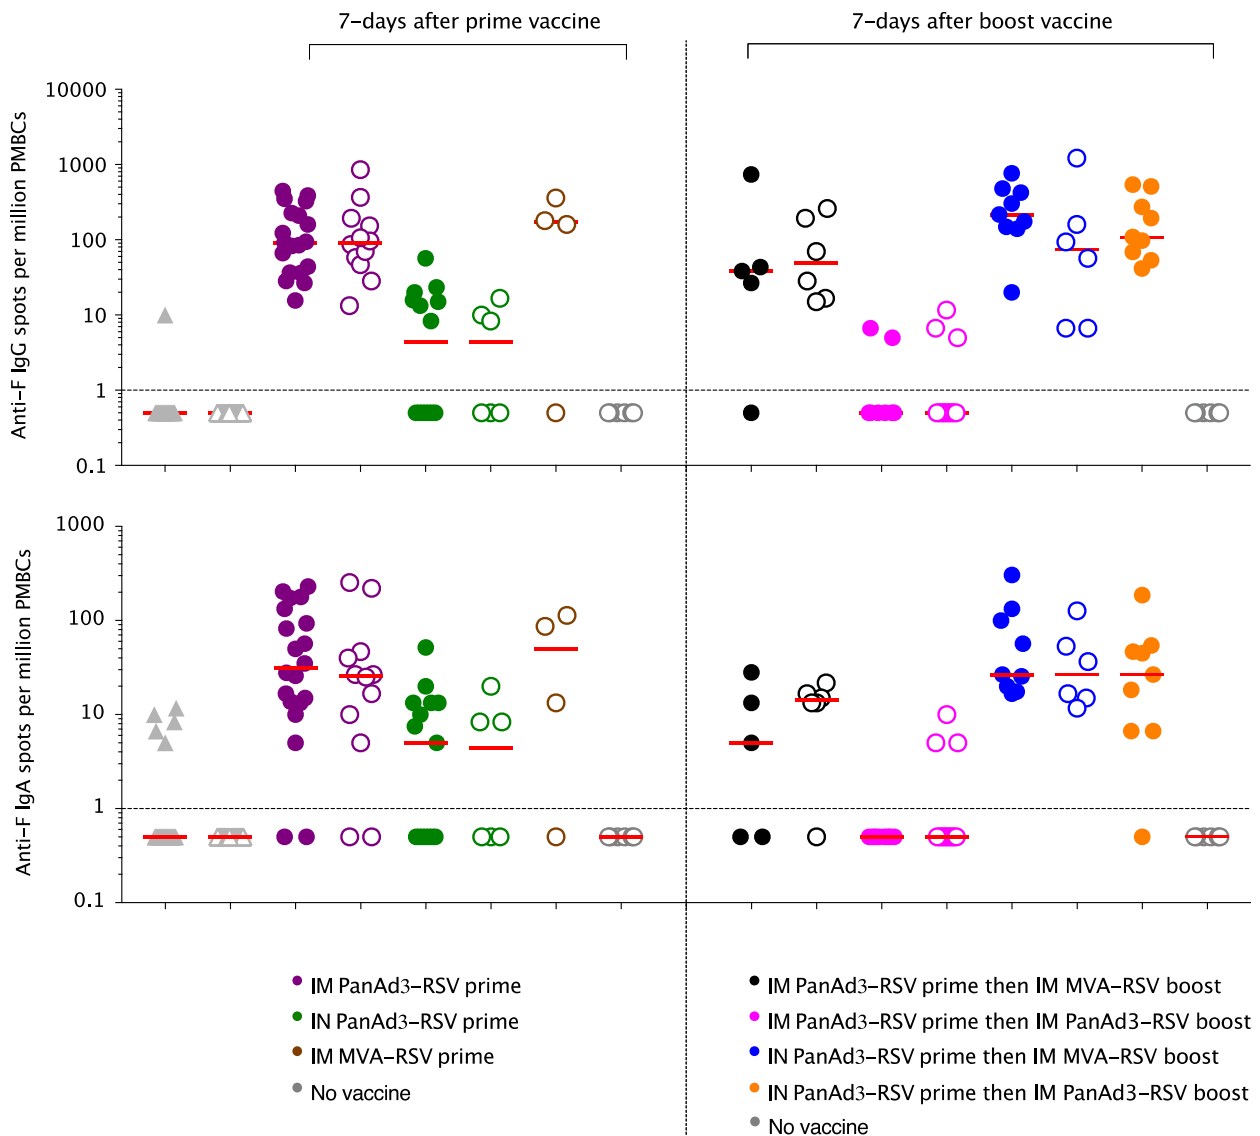 7-days after prime vaccine
7-days after boost vaccine
Anti-F IgG spots per million PMBCs
10000
1000
100
10
1
0.1
Anti-F IgA spots per million PMBCs
1000
100
10
1
0.1
IM PanAd3-RSV prime
IN PanAd3-RSV prime
IM MVA-RSV prime
No vaccine
IM PanAd3-RSV prime then IM MVA-RSV boost
IM PanAd3-RSV prime then IM PanAd3-RSV boost
IN PanAd3-RSV prime then IM MVA-RSV boost
IN PanAd3-RSV prime then IM PanAd3-RSV boost
No vaccine